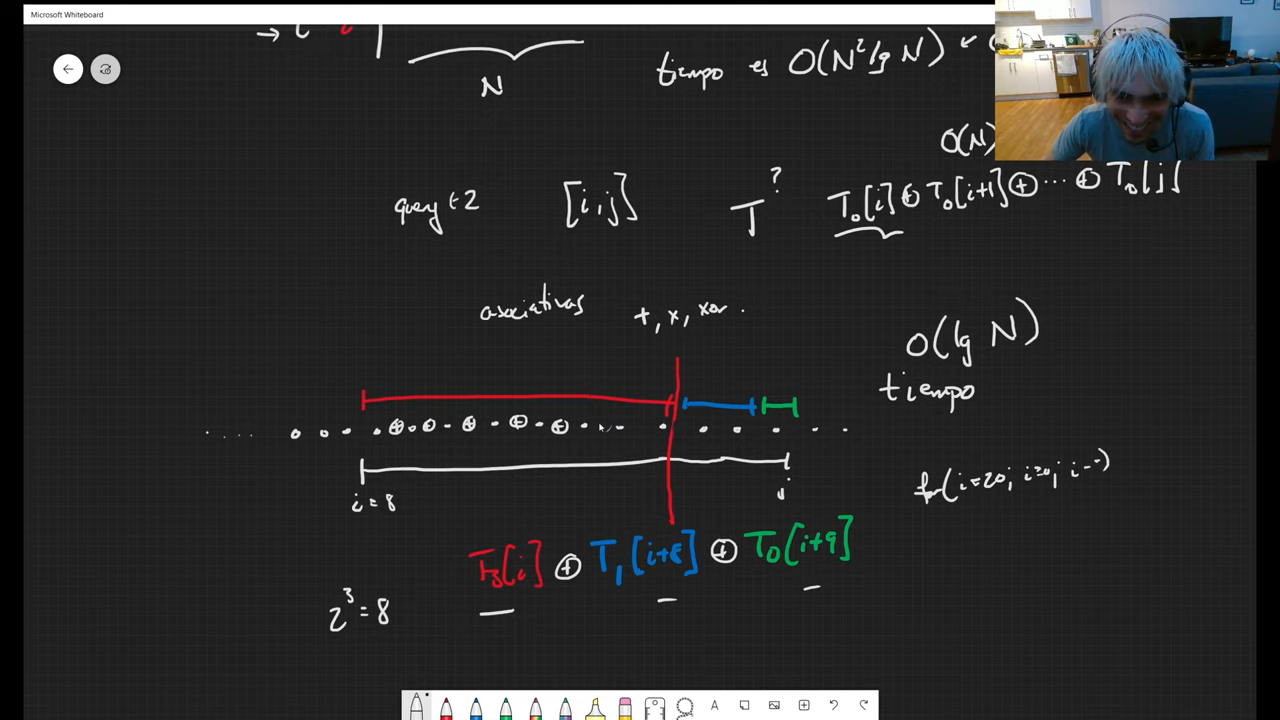 Microsoft Whiteboard
N
tiempo es O(N² lg N) ←
O(N)
query t2 [i,j] T? T₀[i] ⊕ T₀[i+1] ⊕ ... ⊕ T₀[j]
asociativas +, x, xor.
O(lg N)
tiempo
i=8 j
for(i=20; i≥0; i--)
T₃[i] ⊕ T₁[i+8] ⊕ T₀[i+9]
2³=8